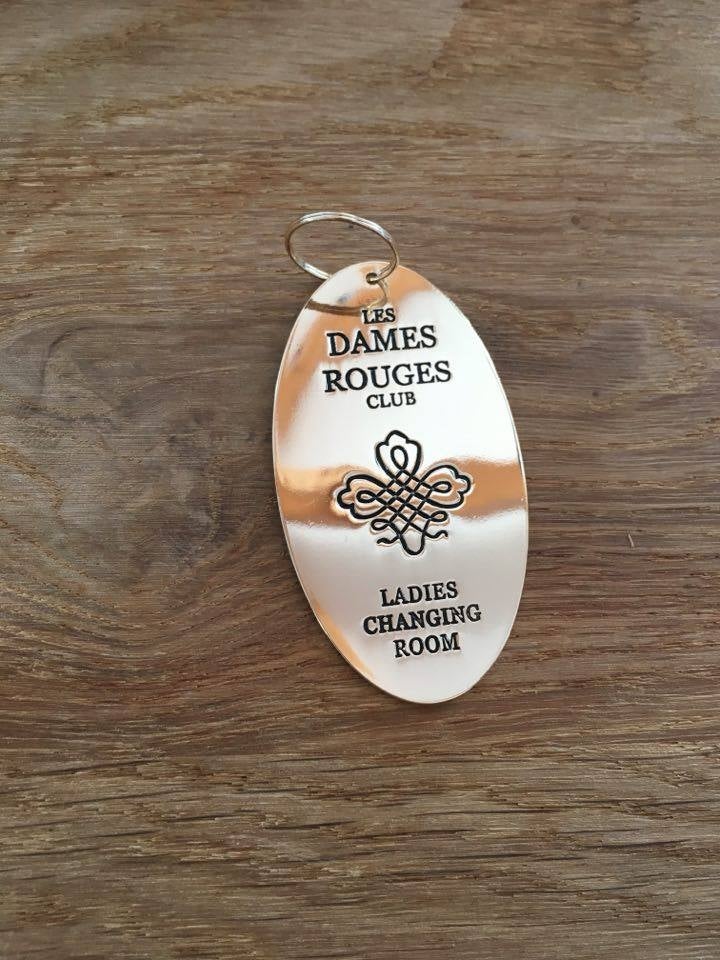 LES
DAMES
ROUGES
CLUB
LADIES
CHANGING
ROOM